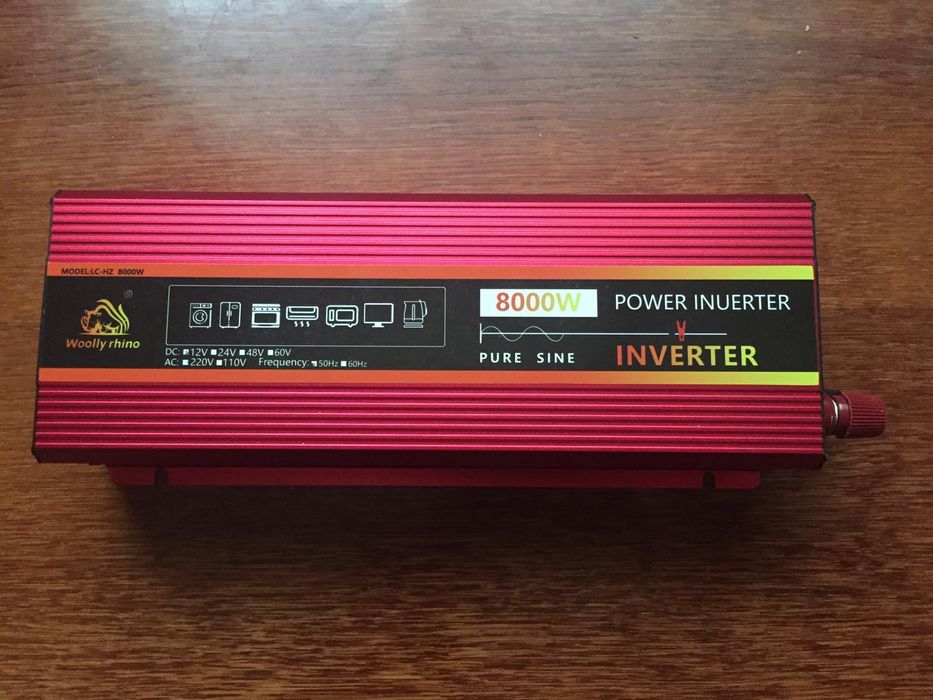 MODEL:LC-HZ 8000W
®
Woolly rhino
DC: 12V 24V 48V 60V
AC: 220V 110V Frequency: 50Hz 60Hz
8000W POWER INUERTER
PURE SINE INVERTER